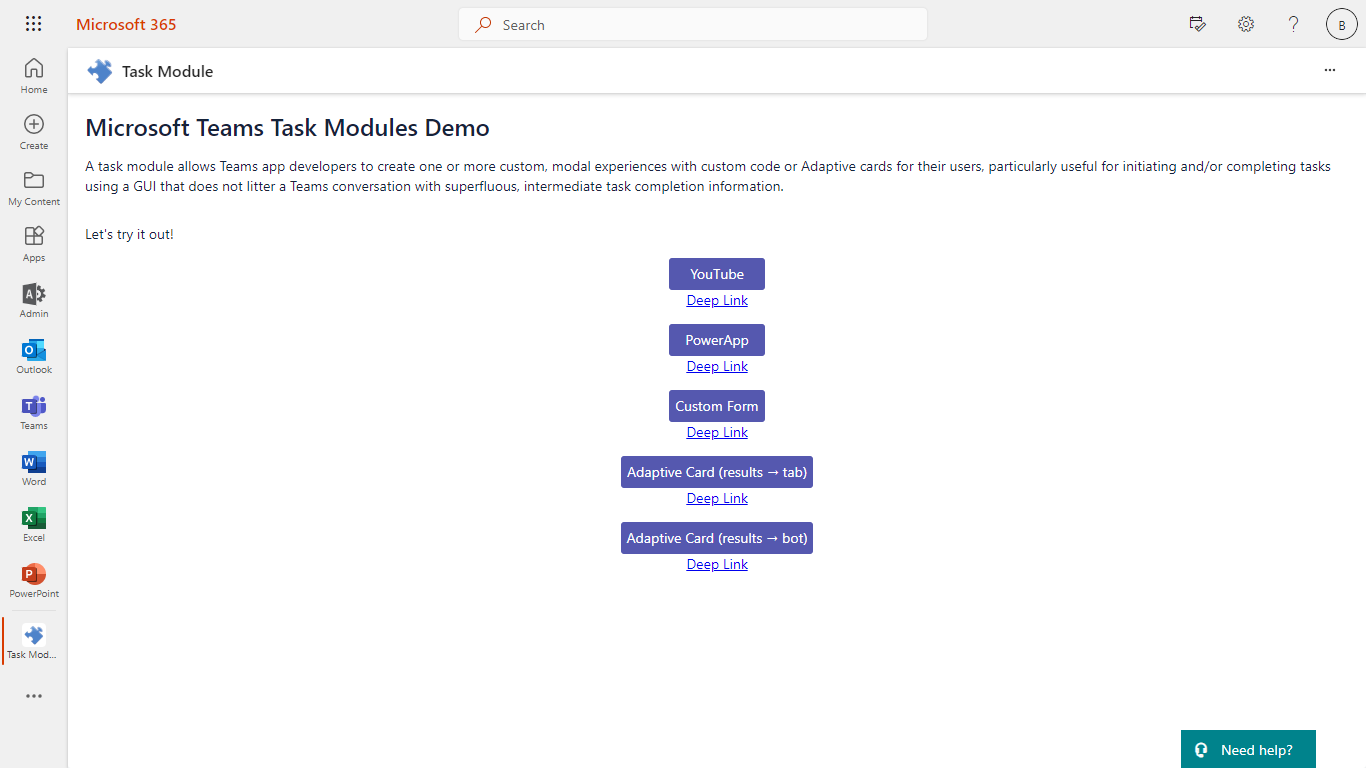 Microsoft 365
Search
B
Home
Create
My Content
Apps
Admin
Outlook
Teams
Word
Excel
PowerPoint
Task Mod...
Task Module
Microsoft Teams Task Modules Demo
A task module allows Teams app developers to create one or more custom, modal experiences with custom code or Adaptive cards for their users, particularly useful for initiating and/or completing tasks
using a GUI that does not litter a Teams conversation with superfluous, intermediate task completion information.
Let's try it out!
YouTube
Deep Link
PowerApp
Deep Link
Custom Form
Deep Link
Adaptive Card (results → tab)
Deep Link
Adaptive Card (results → bot)
Deep Link
Need help?